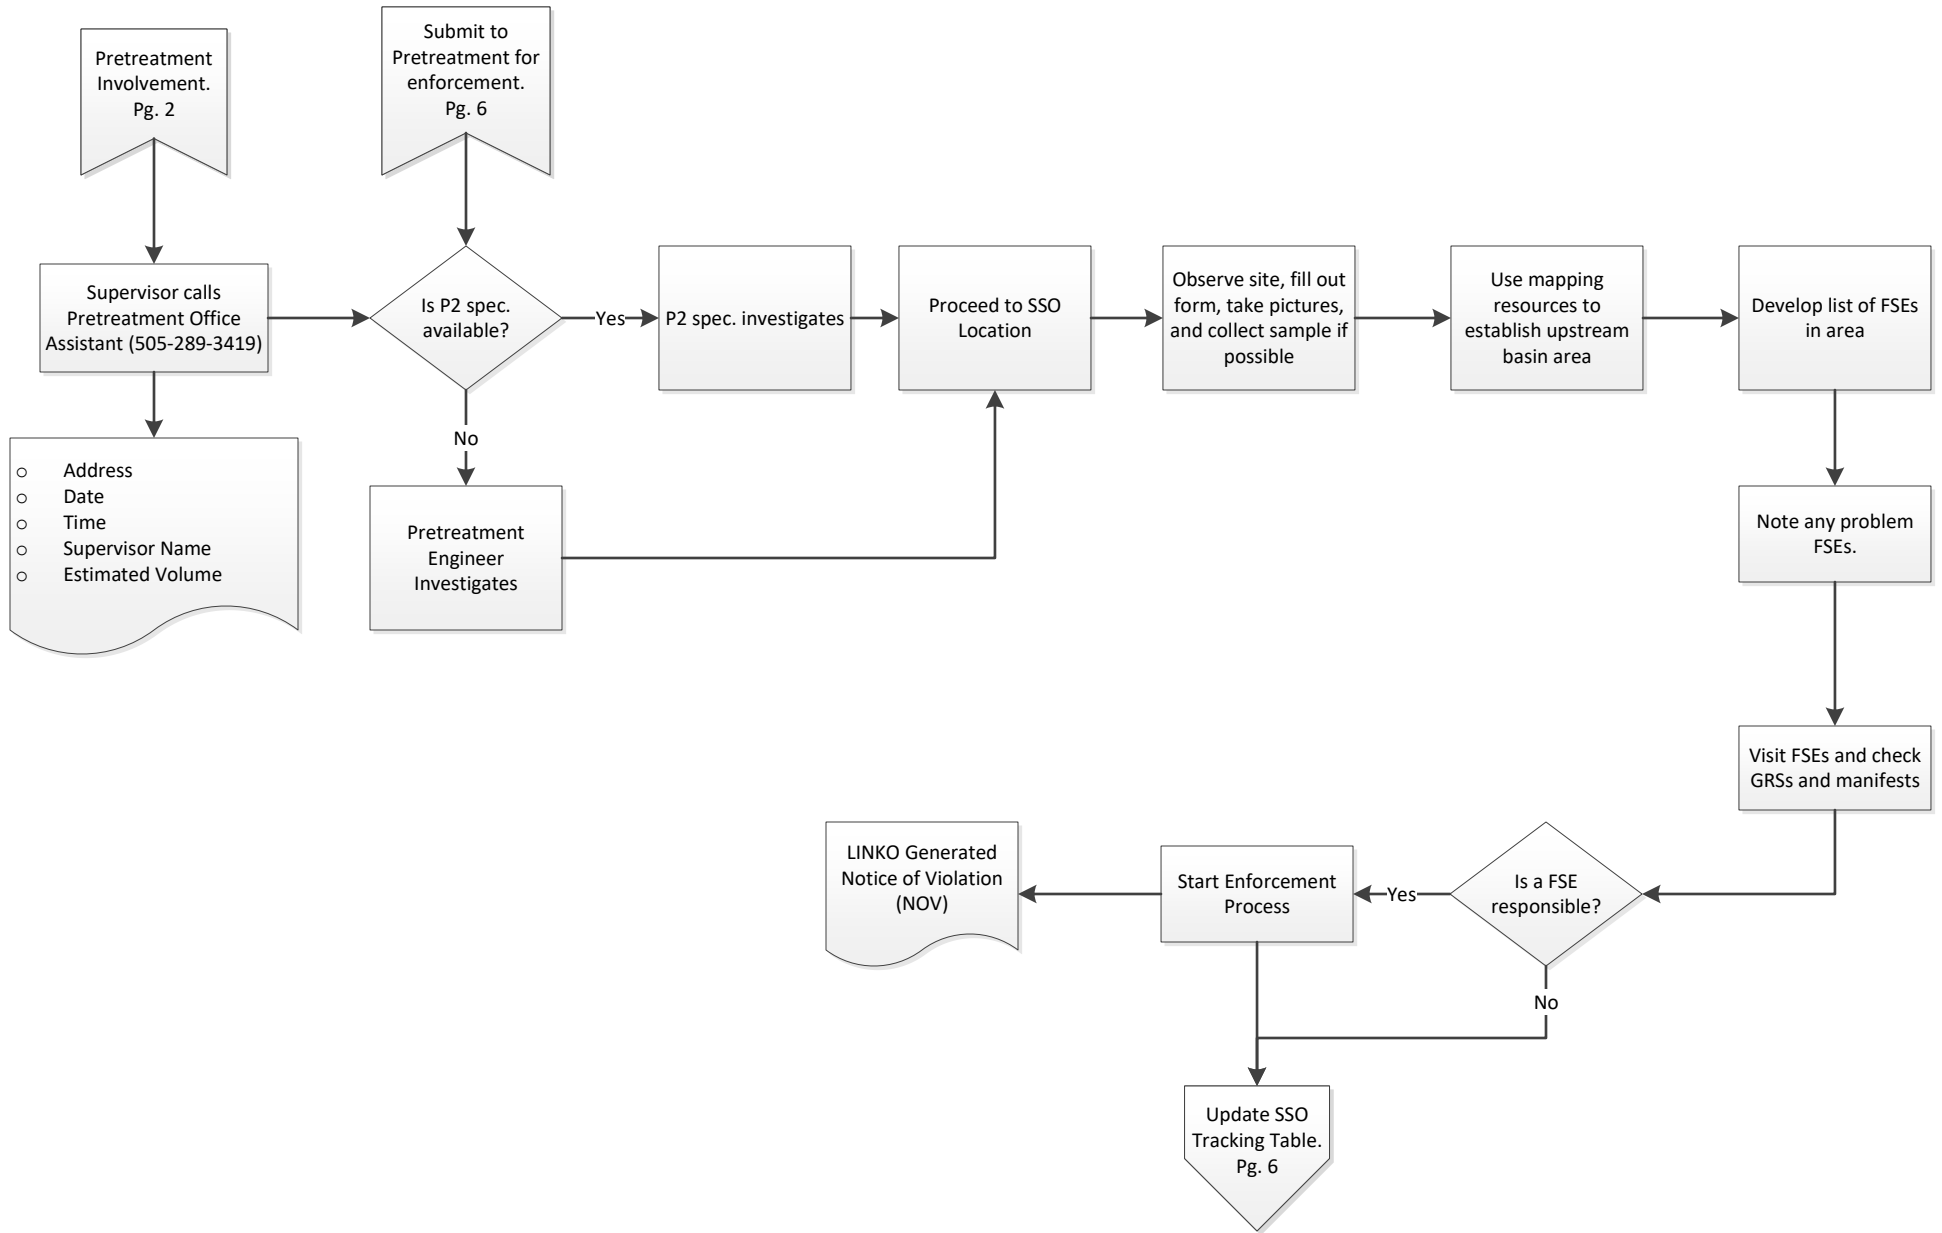 Pretreatment
Involvement.
Pg. 2
Submit to
Pretreatment for
enforcement.
Pg. 6
Supervisor calls
Pretreatment Office
Assistant (505-289-3419)
○ Address
○ Date
○ Time
○ Supervisor Name
○ Estimated Volume
Is P2 spec.
available?
Yes
No
Pretreatment
Engineer
Investigates
P2 spec. investigates
Proceed to SSO
Location
Observe site, fill out
form, take pictures,
and collect sample if
possible
Use mapping
resources to
establish upstream
basin area
Develop list of FSEs
in area
Note any problem
FSEs.
Visit FSEs and check
GRSs and manifests
Is a FSE
responsible?
Yes
No
Start Enforcement
Process
LINKO Generated
Notice of Violation
(NOV)
Update SSO
Tracking Table.
Pg. 6